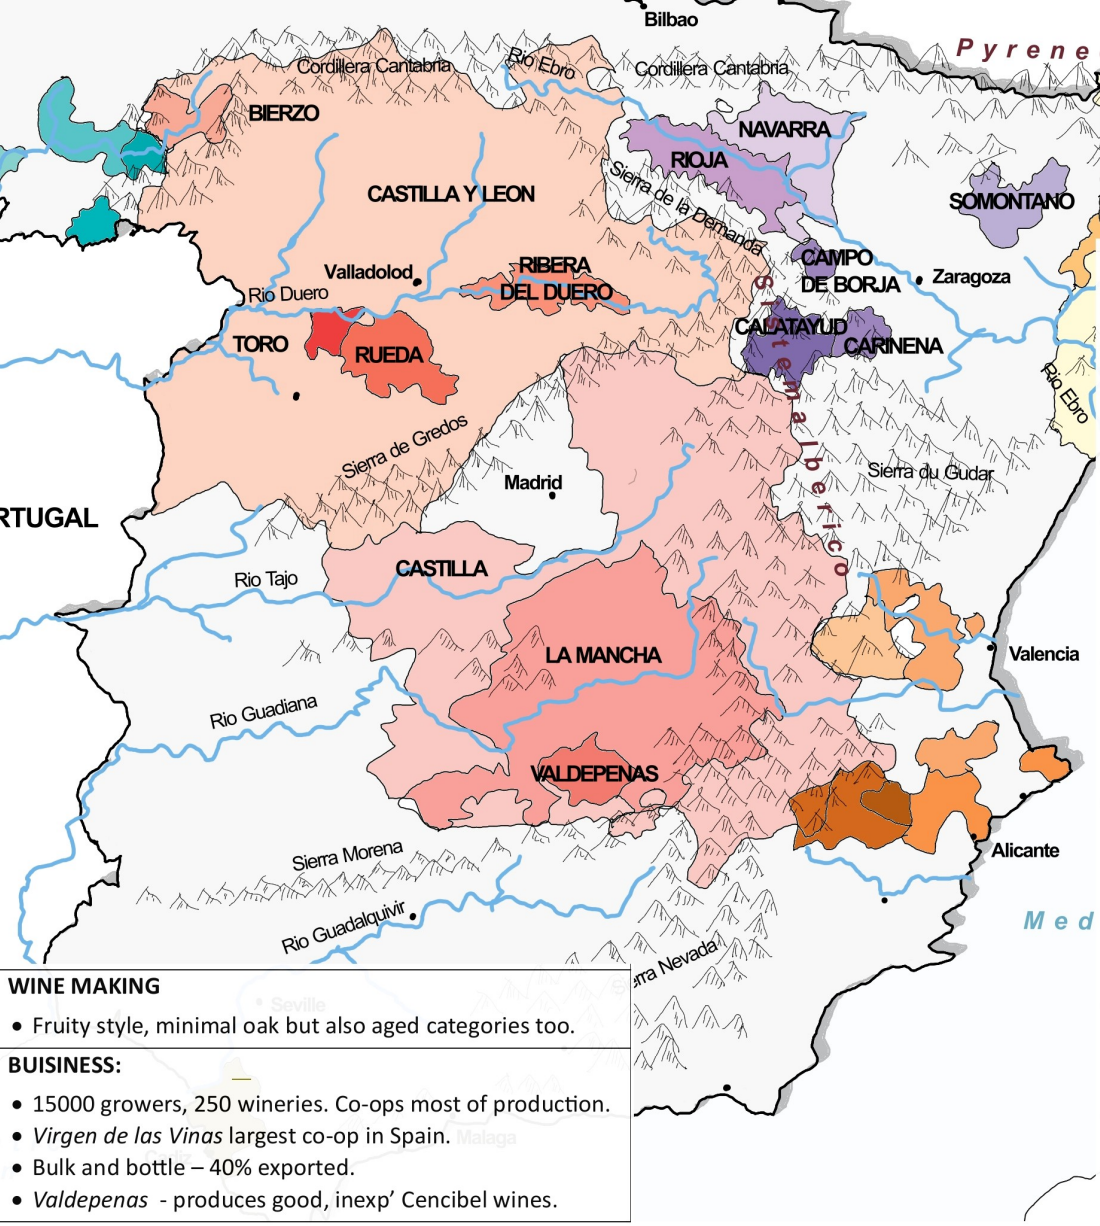 Bilbao
Pyrene
Cordillera Cantabria
Rio Ebro
Cordillera Cantabria
BIERZO
NAVARRA
RIOJA
CASTILLA Y LEON
Sierra de la Demanda
SOMONTANO
Valladolod
RIBERA
DEL DUERO
CAMPO
DE BORJA
Zaragoza
Rio Duero
TORO
RUEDA
CALATAYUD
CARINENA
Sistema Iberico
Rio Ebro
Sierra de Gredos
Madrid
Sierra du Gudar
RTUGAL
CASTILLA
Rio Tajo
LA MANCHA
Valencia
Rio Guadiana
VALDEPENAS
Sierra Morena
Alicante
Rio Guadalquivir
Med
erra Nevada
WINE MAKING
• Fruity style, minimal oak but also aged categories too.
Seville
BUISINESS:
• 15000 growers, 250 wineries. Co-ops most of production.
• Virgen de las Vinas largest co-op in Spain.
Malaga
Cadiz
• Bulk and bottle – 40% exported.
• Valdepenas - produces good, inexp’ Cencibel wines.